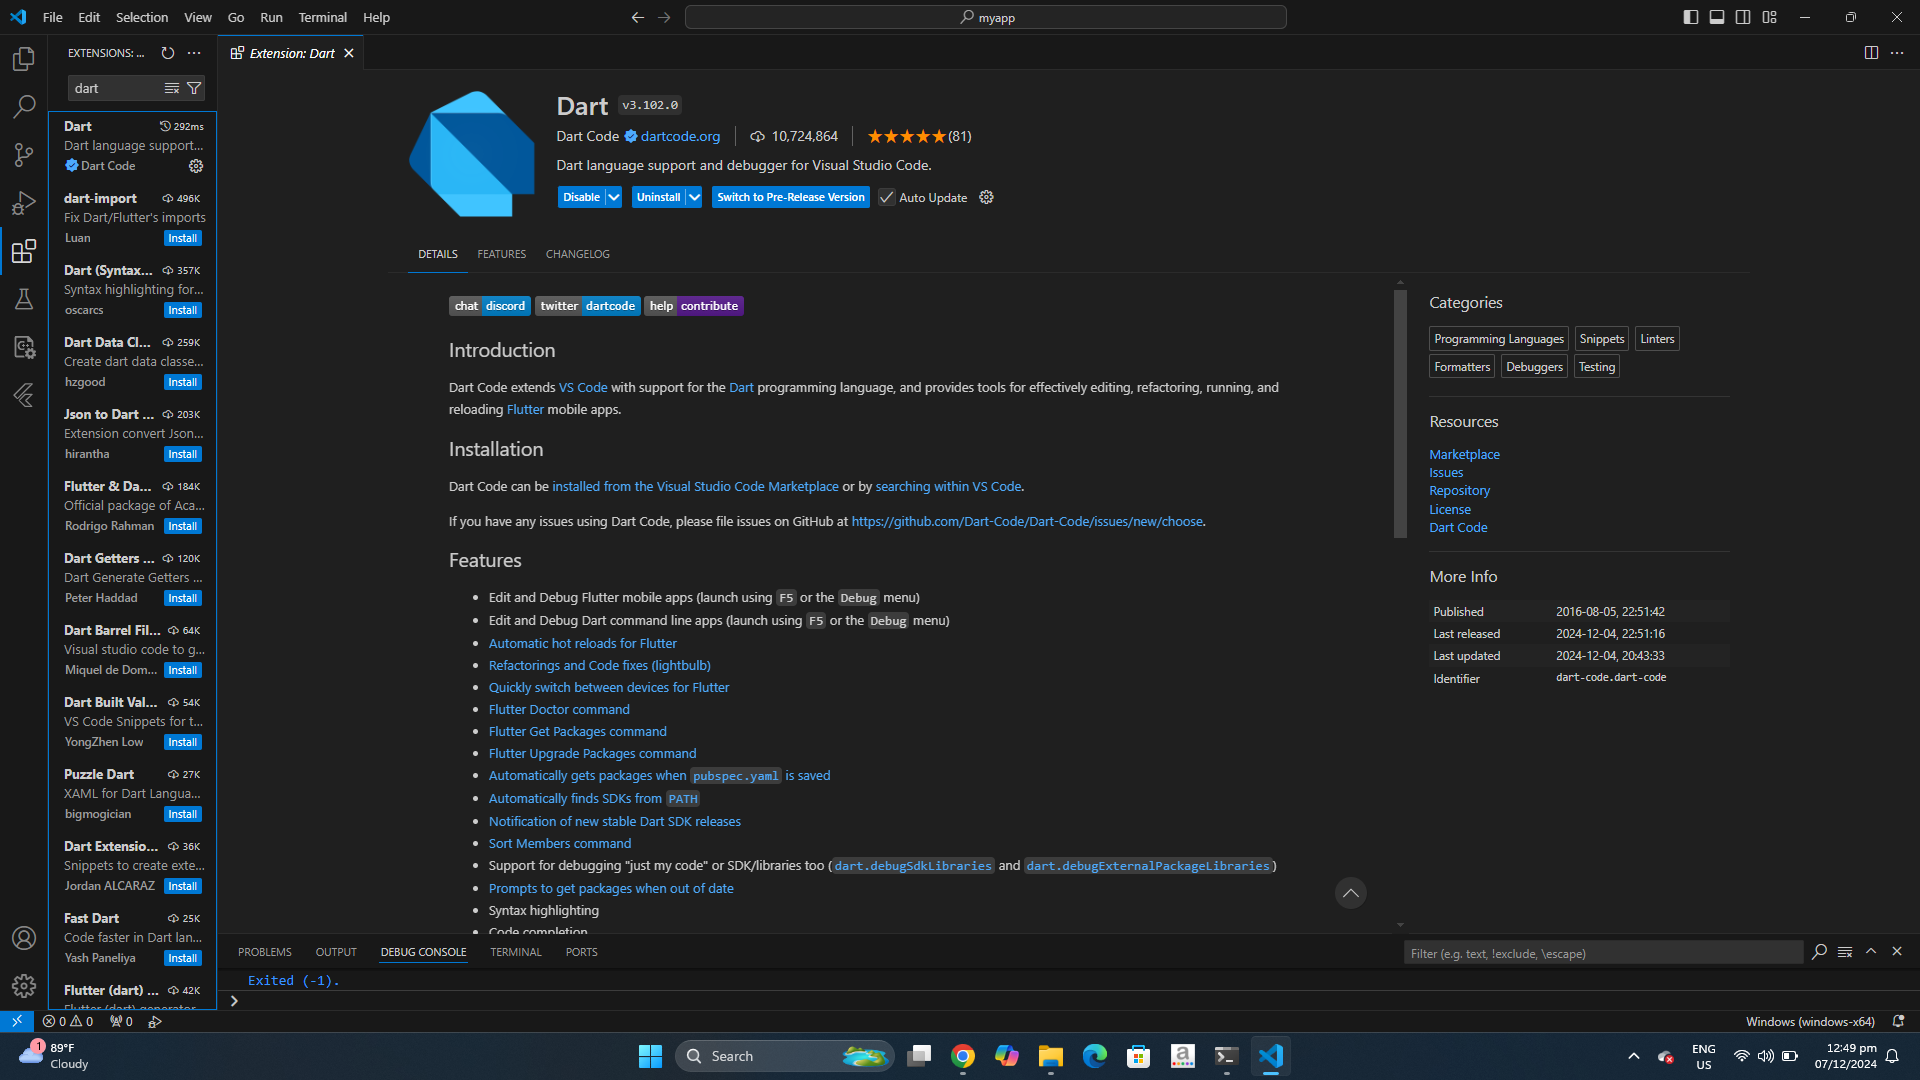 File Edit Selection View Go Run Terminal Help
myapp
EXTENSIONS: ...
Extension: Dart
dart
Dart 292ms
Dart language support...
Dart Code
dart-import 496K
Fix Dart/Flutter's imports
Luan Install
Dart (Syntax... 357K
Syntax highlighting for...
oscarcs Install
Dart Data Cl... 259K
Create dart data classe...
hzgood Install
Json to Dart ... 203K
Extension convert Json...
hirantha Install
Flutter & Da... 184K
Official package of Aca...
Rodrigo Rahman Install
Dart Getters ... 120K
Dart Generate Getters ...
Peter Haddad Install
Dart Barrel Fil... 64K
Visual studio code to g...
Miquel de Dom... Install
Dart Built Val... 54K
VS Code Snippets for t...
YongZhen Low Install
Puzzle Dart 27K
XAML for Dart Langua...
bigmogician Install
Dart Extensio... 36K
Snippets to create exte...
Jordan ALCARAZ Install
Fast Dart 25K
Code faster in Dart lan...
Yash Paneliya Install
Flutter (dart) ... 42K
Flutter (dart) generator
Dart v3.102.0
Dart Code dartcode.org 10,724,864 (81)
Dart language support and debugger for Visual Studio Code.
Disable Uninstall Switch to Pre-Release Version Auto Update
DETAILS FEATURES CHANGELOG
chat discord twitter dartcode help contribute
Introduction
Dart Code extends VS Code with support for the Dart programming language, and provides tools for effectively editing, refactoring, running, and
reloading Flutter mobile apps.
Installation
Dart Code can be installed from the Visual Studio Code Marketplace or by searching within VS Code.
If you have any issues using Dart Code, please file issues on GitHub at https://github.com/Dart-Code/Dart-Code/issues/new/choose.
Features
• Edit and Debug Flutter mobile apps (launch using F5 or the Debug menu)
• Edit and Debug Dart command line apps (launch using F5 or the Debug menu)
• Automatic hot reloads for Flutter
• Refactorings and Code fixes (lightbulb)
• Quickly switch between devices for Flutter
• Flutter Doctor command
• Flutter Get Packages command
• Flutter Upgrade Packages command
• Automatically gets packages when pubspec.yaml is saved
• Automatically finds SDKs from PATH
• Notification of new stable Dart SDK releases
• Sort Members command
• Support for debugging "just my code" or SDK/libraries too (dart.debugSdkLibraries and dart.debugExternalPackageLibraries)
• Prompts to get packages when out of date
• Syntax highlighting
• Code completion
Categories
Programming Languages Snippets Linters
Formatters Debuggers Testing
Resources
Marketplace
Issues
Repository
License
Dart Code
More Info
Published 2016-08-05, 22:51:42
Last released 2024-12-04, 22:51:16
Last updated 2024-12-04, 20:43:33
Identifier dart-code.dart-code
PROBLEMS OUTPUT DEBUG CONSOLE TERMINAL PORTS
Filter (e.g. text, !exclude, \escape)
Exited (-1).
0 0 0
Windows (windows-x64)
1
89°F
Cloudy
Search
a
ENG
US
12:49 pm
07/12/2024